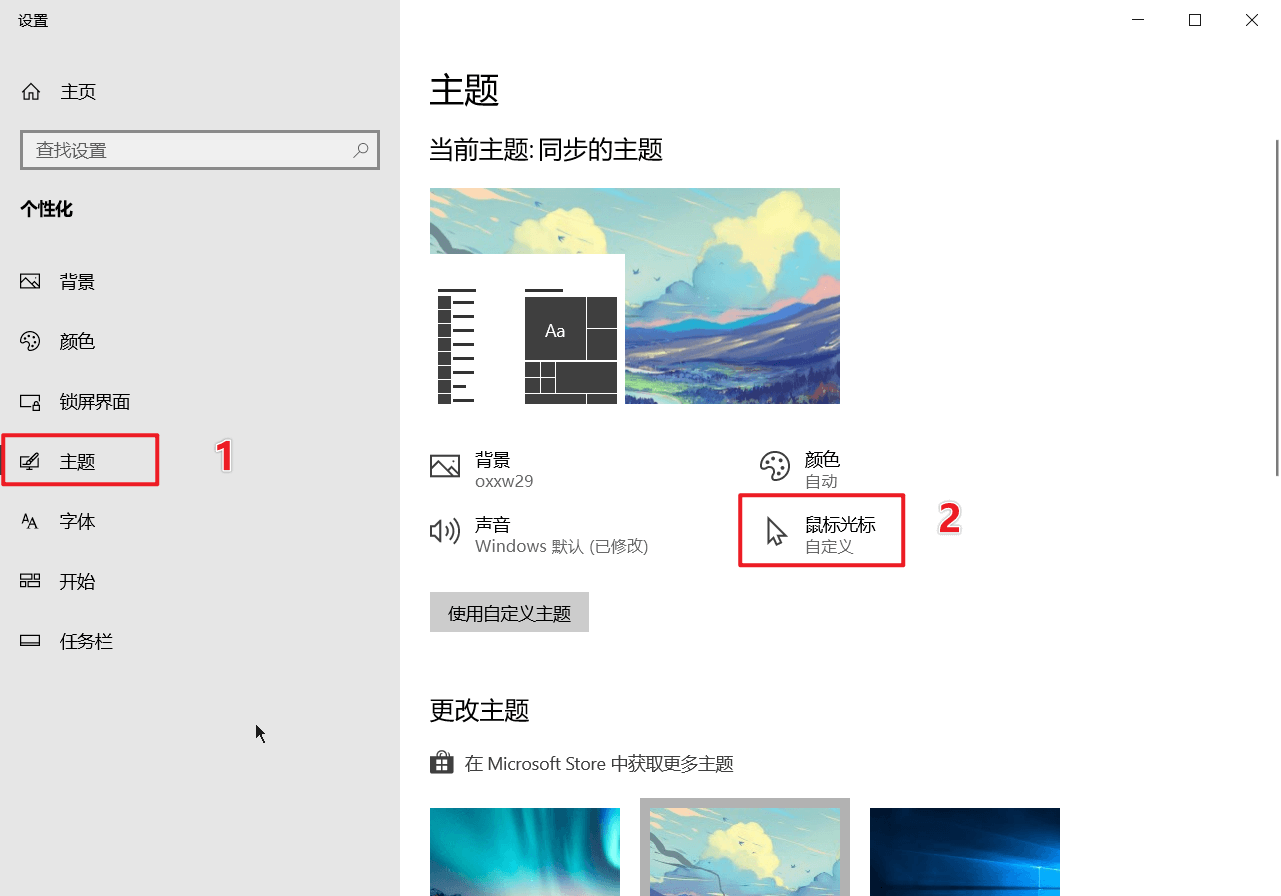 设置
主页
查找设置
个性化
背景
颜色
锁屏界面
主题
1
字体
开始
任务栏
主题
当前主题: 同步的主题
Aa
背景
oxxw29
颜色
自动
声音
Windows 默认 (已修改)
鼠标光标
自定义
2
使用自定义主题
更改主题
在 Microsoft Store 中获取更多主题